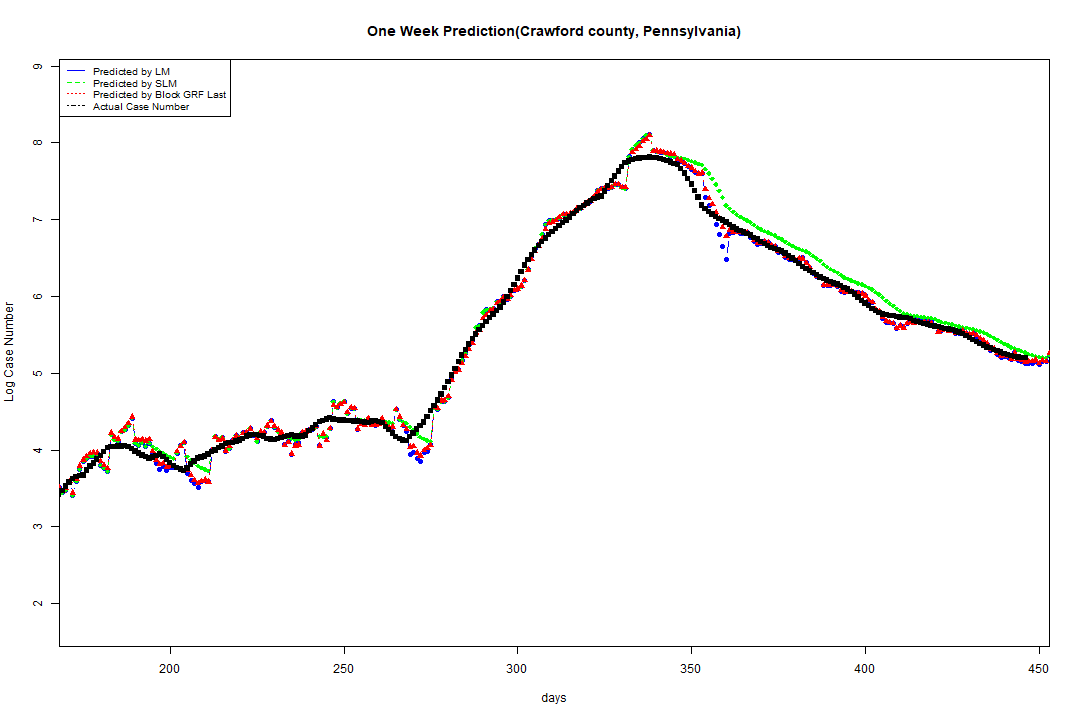 One Week Prediction(Crawford county, Pennsylvania)
Predicted by LM
Predicted by SLM
Predicted by Block GRF Last
Actual Case Number
9
8
7
6
5
4
3
2
Log Case Number
200 250 300 350 400 450
days